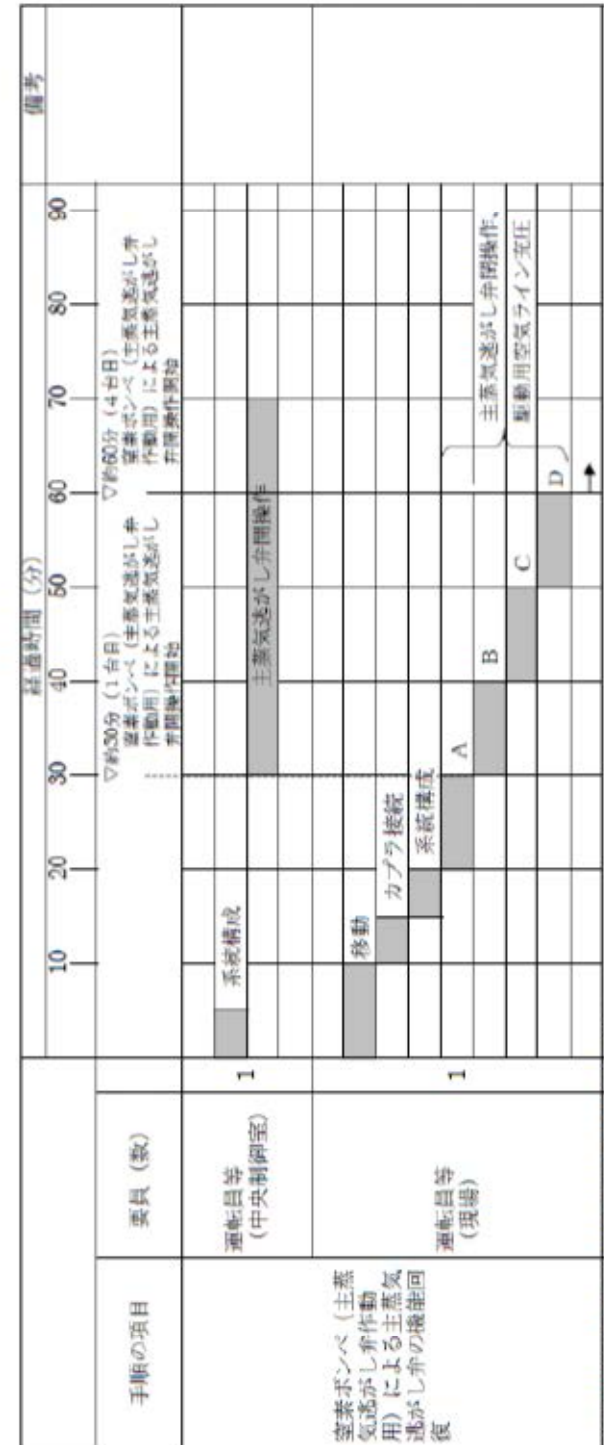 経過時間(分)
備考
10 20 30 40 50 60 70 80 90
手順の項目
要員(数)
▽約30分(1台目)
窒素ボンベ(主蒸気逃がし弁
作動用)による主蒸気逃がし
弁開操作開始
▽約60分(4台目)
窒素ボンベ(主蒸気逃がし弁
作動用)による主蒸気逃がし
弁開操作開始
窒素ボンベ(主蒸
気逃がし弁作動
用)による主蒸気
逃がし弁の機能回
復
運転員等
(中央制御室)
1
系統構成
主蒸気逃がし弁開操作
運転員等
(現場)
1
移動
カプラ接続
系統構成
A
B
C
D
主蒸気逃がし弁閉操作、
駆動用空気ライン充圧